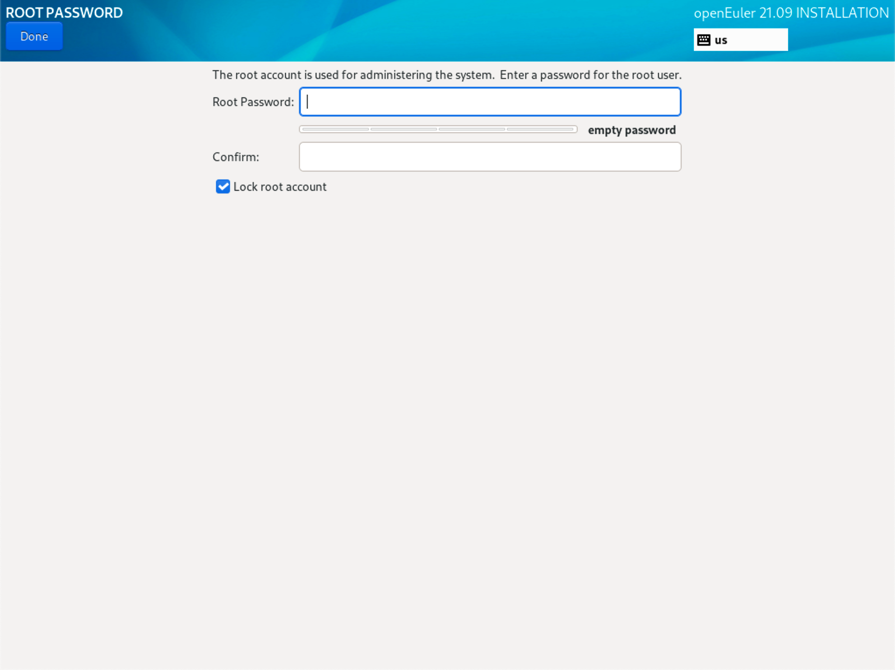 ROOT PASSWORD
openEuler 21.09 INSTALLATION
Done
us
The root account is used for administering the system. Enter a password for the root user.
Root Password:
empty password
Confirm:
Lock root account